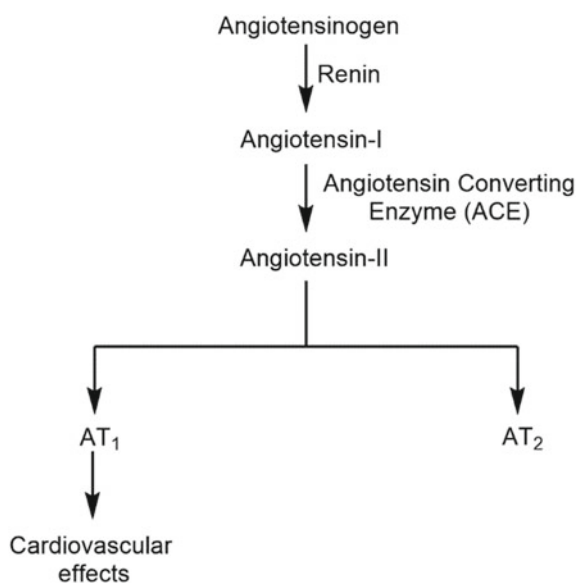 Angiotensinogen
Renin
Angiotensin-I
Angiotensin Converting
Enzyme (ACE)
Angiotensin-II
AT₁
AT₂
Cardiovascular
effects